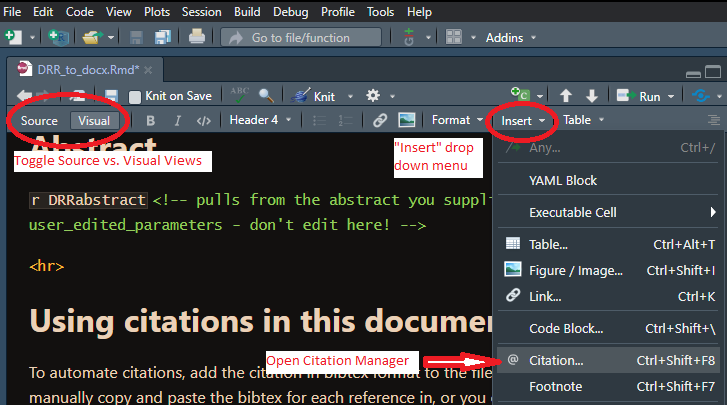 File Edit Code View Plots Session Build Debug Profile Tools Help
Go to file/function Addins
DRR_to_docx.Rmd*
Knit on Save ABC Knit Run
Source Visual B I </> Header 4 Format Insert Table
Abstract
Toggle Source vs. Visual Views
"Insert" drop
down menu
Any... Ctrl+/
YAML Block
r DRRabstract <!-- pulls from the abstract you suppl
user_edited_parameters - don't edit here! -->
Executable Cell
<hr>
Table... Ctrl+Alt+T
Figure / Image... Ctrl+Shift+I
Link... Ctrl+K
Using citations in this documen
Code Block... Ctrl+Shift+\
Open Citation Manager
@ Citation... Ctrl+Shift+F8
To automate citations, add the citation in bibtex format to the file
Footnote Ctrl+Shift+F7
manually copy and paste the bibtex for each reference in, or you